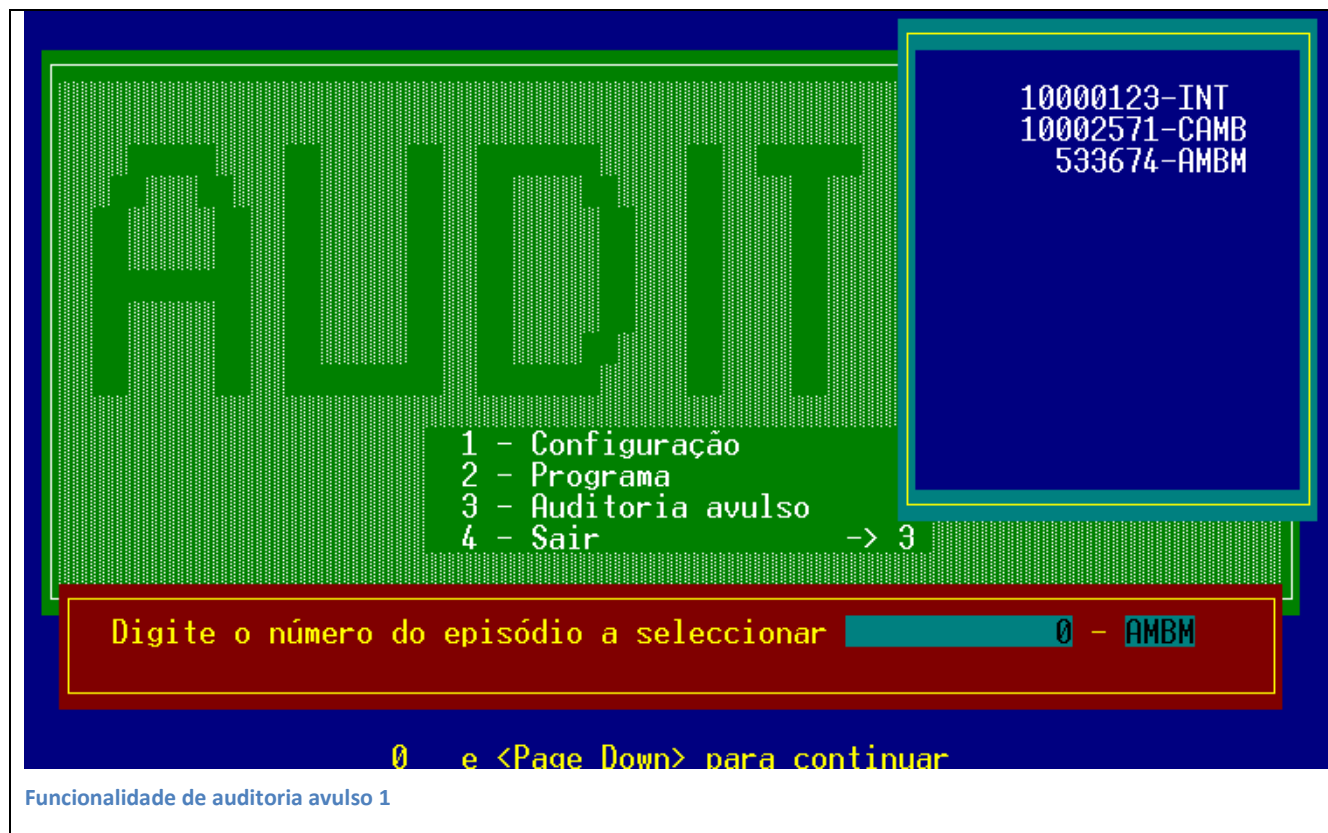 AUDIT
10000123-INT
10002571-CAMB
533674-AMBM
1 - Configuração
2 - Programa
3 - Auditoria avulso
4 - Sair -> 3
Digite o número do episódio a seleccionar 0 - AMBM
0 e <Page Down> para continuar
Funcionalidade de auditoria avulso 1